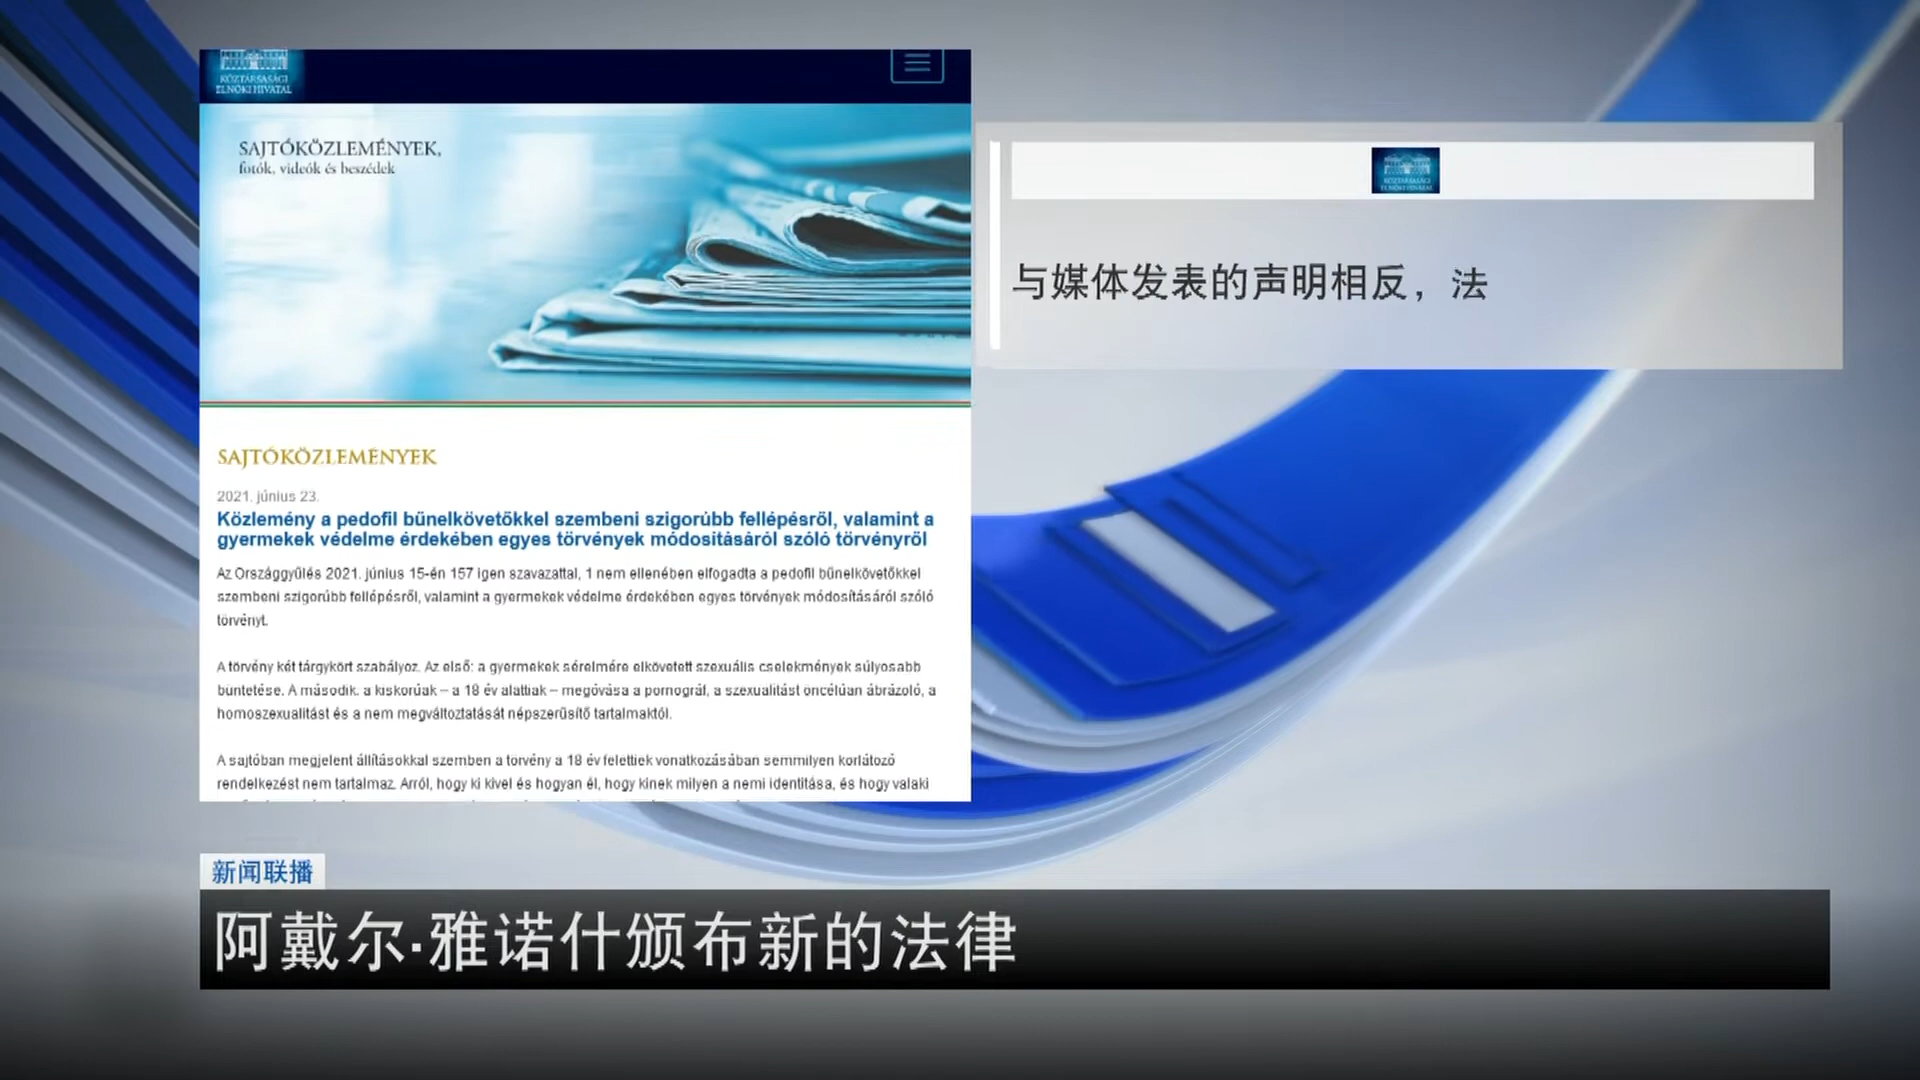 KÖZTÁRSASÁGI
ELNÖKI HIVATAL
SAJTÓKÖZLEMÉNYEK,
fotók, videók és beszédek
SAJTÓKÖZLEMÉNYEK
2021. június 23.
Közlemény a pedofil bűnelkövetőkkel szembeni szigorúbb fellépésről, valamint a
gyermekek védelme érdekében egyes törvények módosításáról szóló törvényről
Az Országgyűlés 2021. június 15-én 157 igen szavazattal, 1 nem ellenében elfogadta a pedofil bűnelkövetőkkel
szembeni szigorúbb fellépésről, valamint a gyermekek védelme érdekében egyes törvények módosításáról szóló
törvényt.
A törvény két tárgykört szabályoz. Az első: a gyermekek sérelmére elkövetett szexuális cselekmények súlyosabb
büntetése. A második: a kiskorúak – a 18 év alattiak – megóvása a pornográf, a szexualitást öncélúan ábrázoló, a
homoszexualitást és a nem megváltoztatását népszerűsítő tartalmaktól.
A sajtóban megjelent állításokkal szemben a törvény a 18 év felettiek vonatkozásában semmilyen korlátozó
rendelkezést nem tartalmaz. Arról, hogy ki kivel és hogyan él, hogy kinek milyen a nemi identitása, és hogy valaki
KÖZTÁRSASÁGI
ELNÖKI HIVATAL
与媒体发表的声明相反，法
新闻联播
阿戴尔·雅诺什颁布新的法律